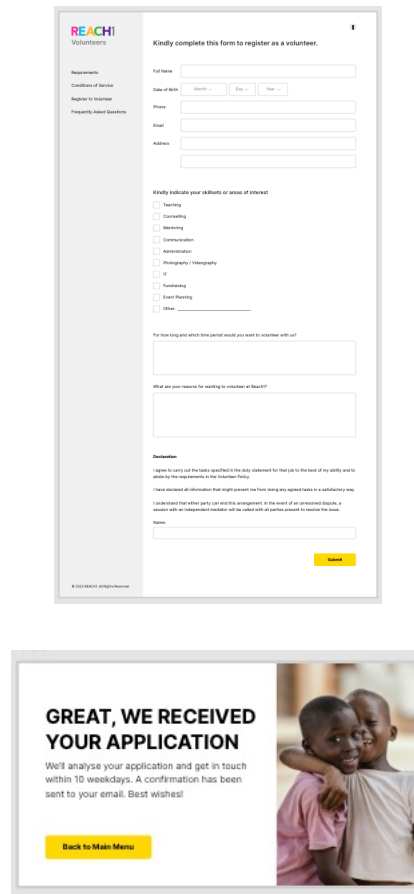 REACH1
Volunteers
Requirements
Conditions of Service
Register to Volunteer
Frequently Asked Questions
© 2023 REACH1. All Rights Reserved
Kindly complete this form to register as a volunteer.
Full Name
Date of Birth Month Day Year
Phone
Email
Address
Kindly indicate your skillsets or areas of interest
Teaching
Counselling
Mentoring
Communication
Administration
Photography / Videography
IT
Fundraising
Event Planning
Other:
For how long and which time period would you want to volunteer with us?
What are your reasons for wanting to volunteer at Reach1?
Declaration
I agree to carry out the tasks specified in the duty statement for that job to the best of my ability and to
abide by the requirements in the Volunteer Policy.
I have declared all information that might prevent me from doing any agreed tasks in a satisfactory way.
I understand that either party can end this arrangement. In the event of an unresolved dispute, a
session with an independent mediator will be called with all parties present to resolve the issue.
Name:
Submit
GREAT, WE RECEIVED
YOUR APPLICATION
We'll analyse your application and get in touch
within 10 weekdays. A confirmation has been
sent to your email. Best wishes!
Back to Main Menu